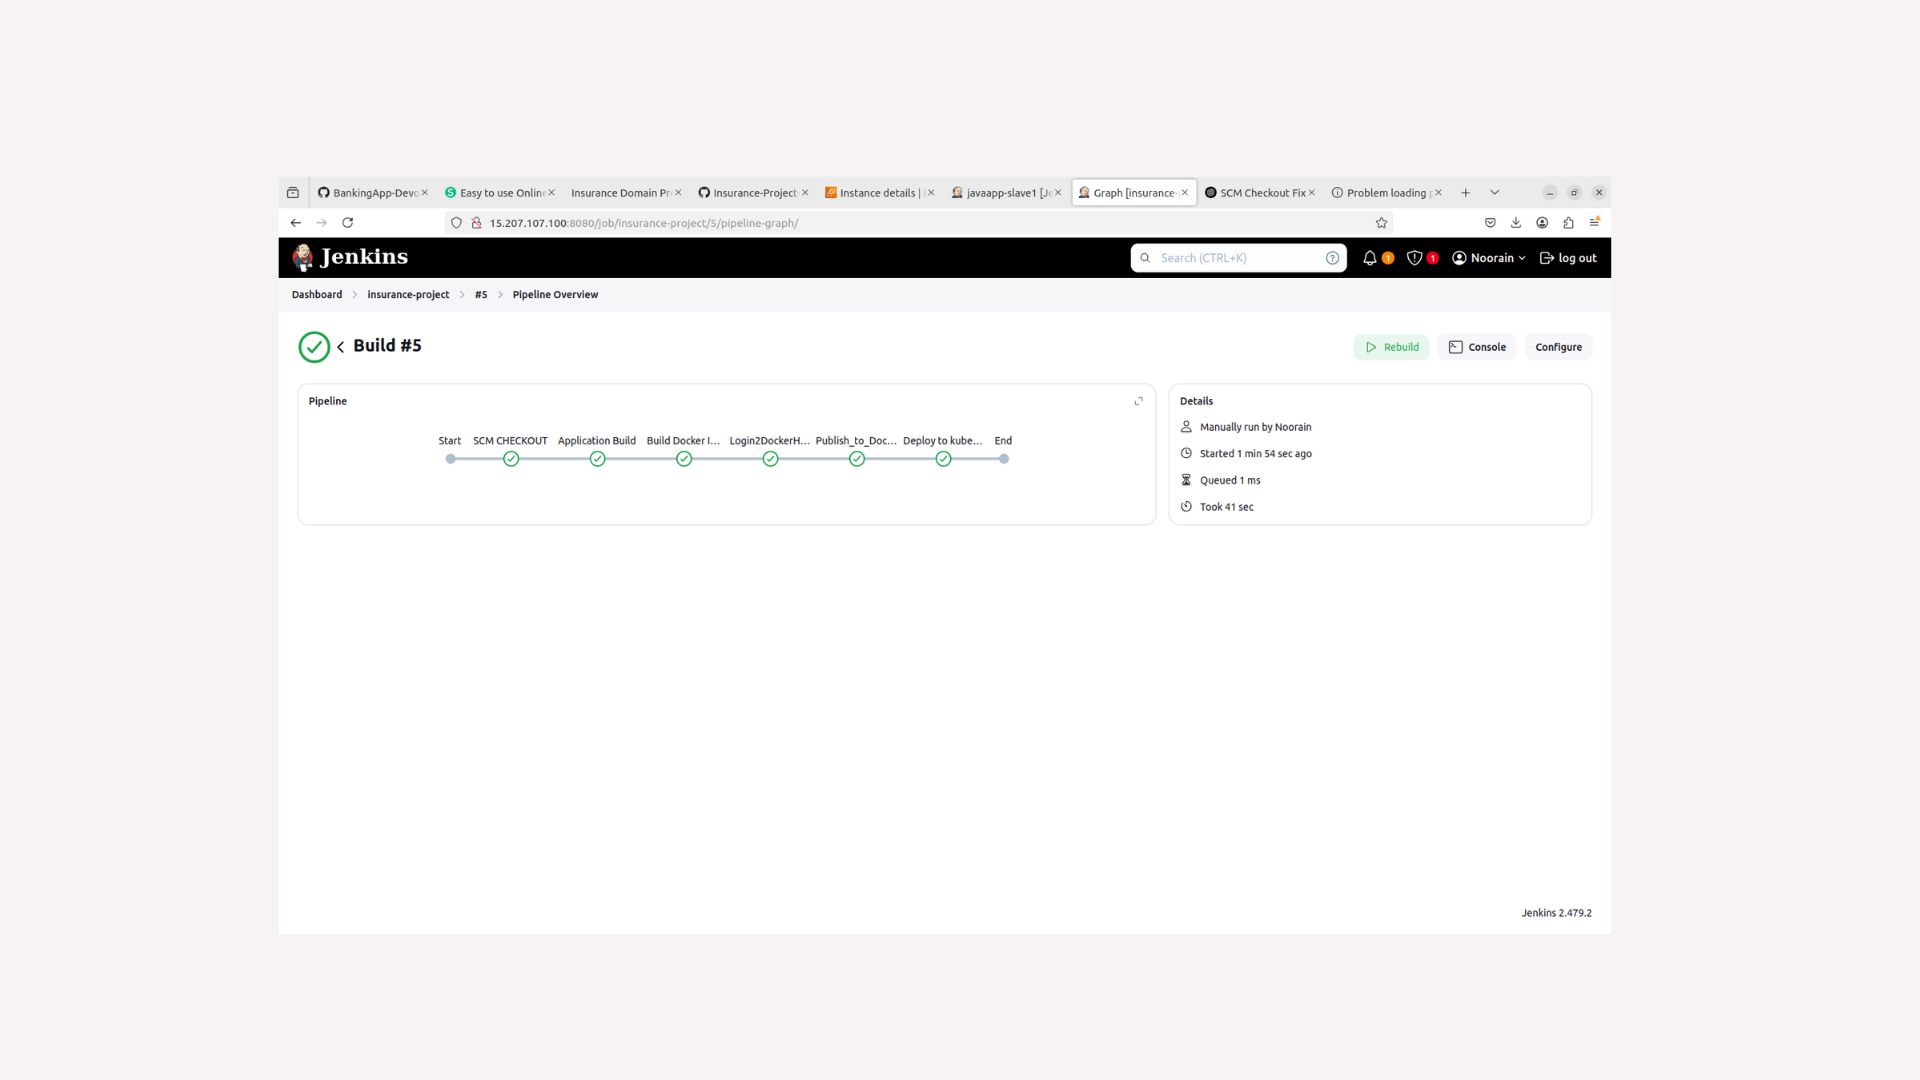 BankingApp-Devo
Easy to use Online
Insurance Domain Pr
Insurance-Project
Instance details |
javaapp-slave1 [Je
Graph [insurance-
SCM Checkout Fix
Problem loading p
15.207.107.100:8080/job/insurance-project/5/pipeline-graph/
Jenkins
Search (CTRL+K)
1
1
Noorain
log out
Dashboard > insurance-project > #5 > Pipeline Overview
Build #5
Rebuild
Console
Configure
Pipeline
Start SCM CHECKOUT Application Build Build Docker I... Login2DockerH... Publish_to_Doc... Deploy to kube... End
Details
Manually run by Noorain
Started 1 min 54 sec ago
Queued 1 ms
Took 41 sec
Jenkins 2.479.2